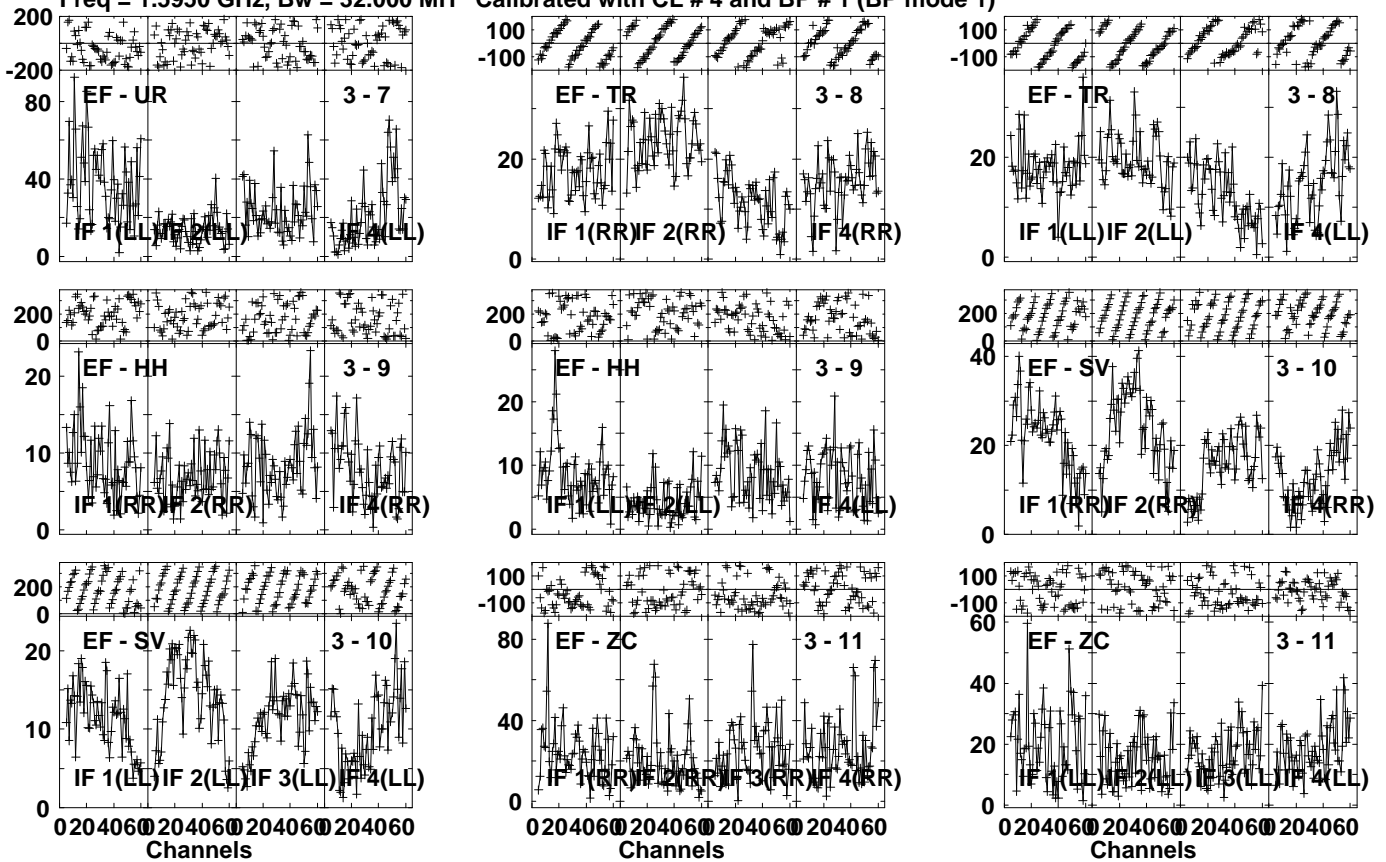 Freq = 1.5950 GHz, Bw = 32.000 MH Calibrated with CL # 4 and BP # 1 (BP mode 1)
200
-200
80
40
0
EF - UR
3 - 7
IF 1(LL)
IF 2(LL)
IF 4(LL)
100
-100
20
0
EF - TR
3 - 8
IF 1(RR)
IF 2(RR)
IF 4(RR)
100
-100
20
0
EF - TR
3 - 8
IF 1(LL)
IF 2(LL)
IF 4(LL)
200
0
20
10
0
EF - HH
3 - 9
IF 1(RR)
IF 2(RR)
IF 4(RR)
200
0
20
10
0
EF - HH
3 - 9
IF 1(LL)
IF 2(LL)
IF 4(LL)
200
0
40
20
0
EF - SV
3 - 10
IF 1(RR)
IF 2(RR)
IF 4(RR)
200
0
20
10
0
EF - SV
3 - 10
IF 1(LL)
IF 2(LL)
IF 3(LL)
IF 4(LL)
0 20 40 60 0 20 40 60 0 20 40 60 0 20 40 60
Channels
100
-100
80
40
0
EF - ZC
3 - 11
IF 1(RR)
IF 2(RR)
IF 3(RR)
IF 4(RR)
0 20 40 60 0 20 40 60 0 20 40 60 0 20 40 60
Channels
100
-100
60
40
20
0
EF - ZC
3 - 11
IF 1(LL)
IF 2(LL)
IF 3(LL)
IF 4(LL)
0 20 40 60 0 20 40 60 0 20 40 60 0 20 40 60
Channels